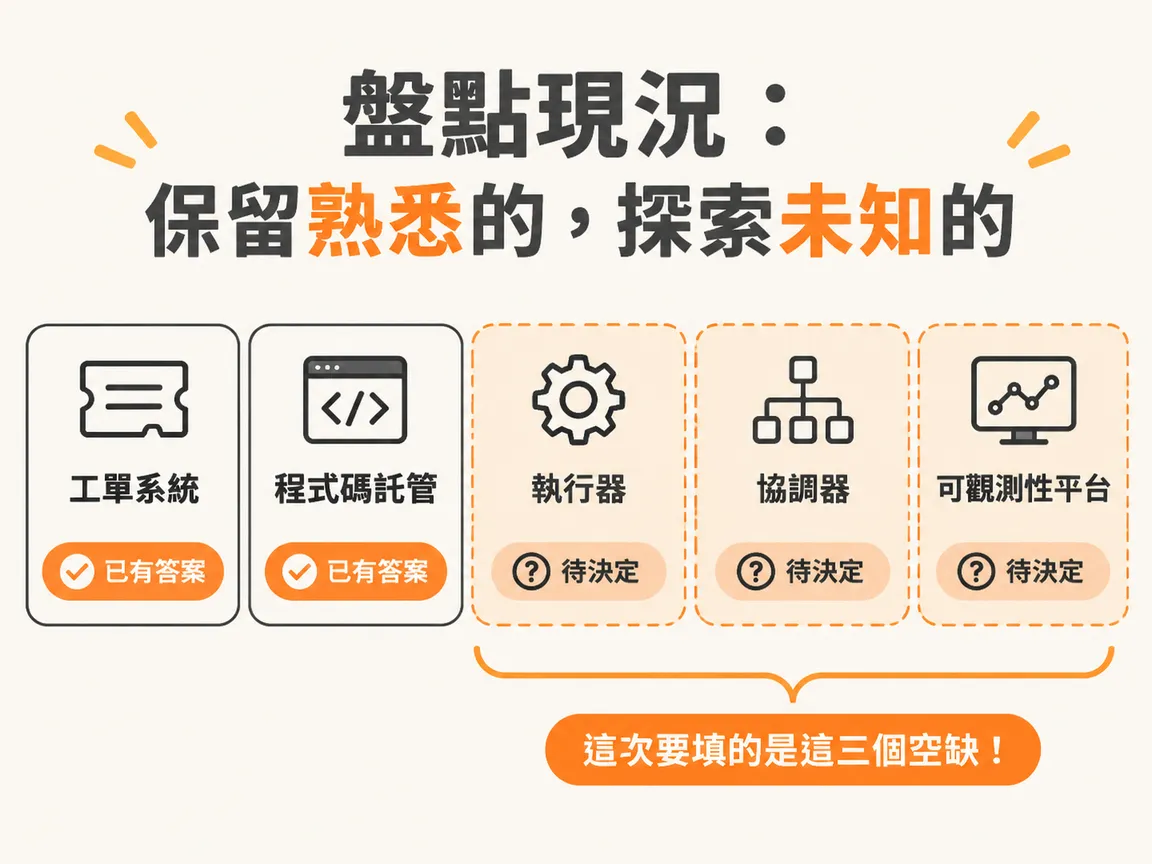 盤點現況：
保留熟悉的，探索未知的
工單系統
已有答案
程式碼託管
已有答案
</>
執行器
待決定
協調器
待決定
可觀測性平台
待決定
這次要填的是這三個空缺！